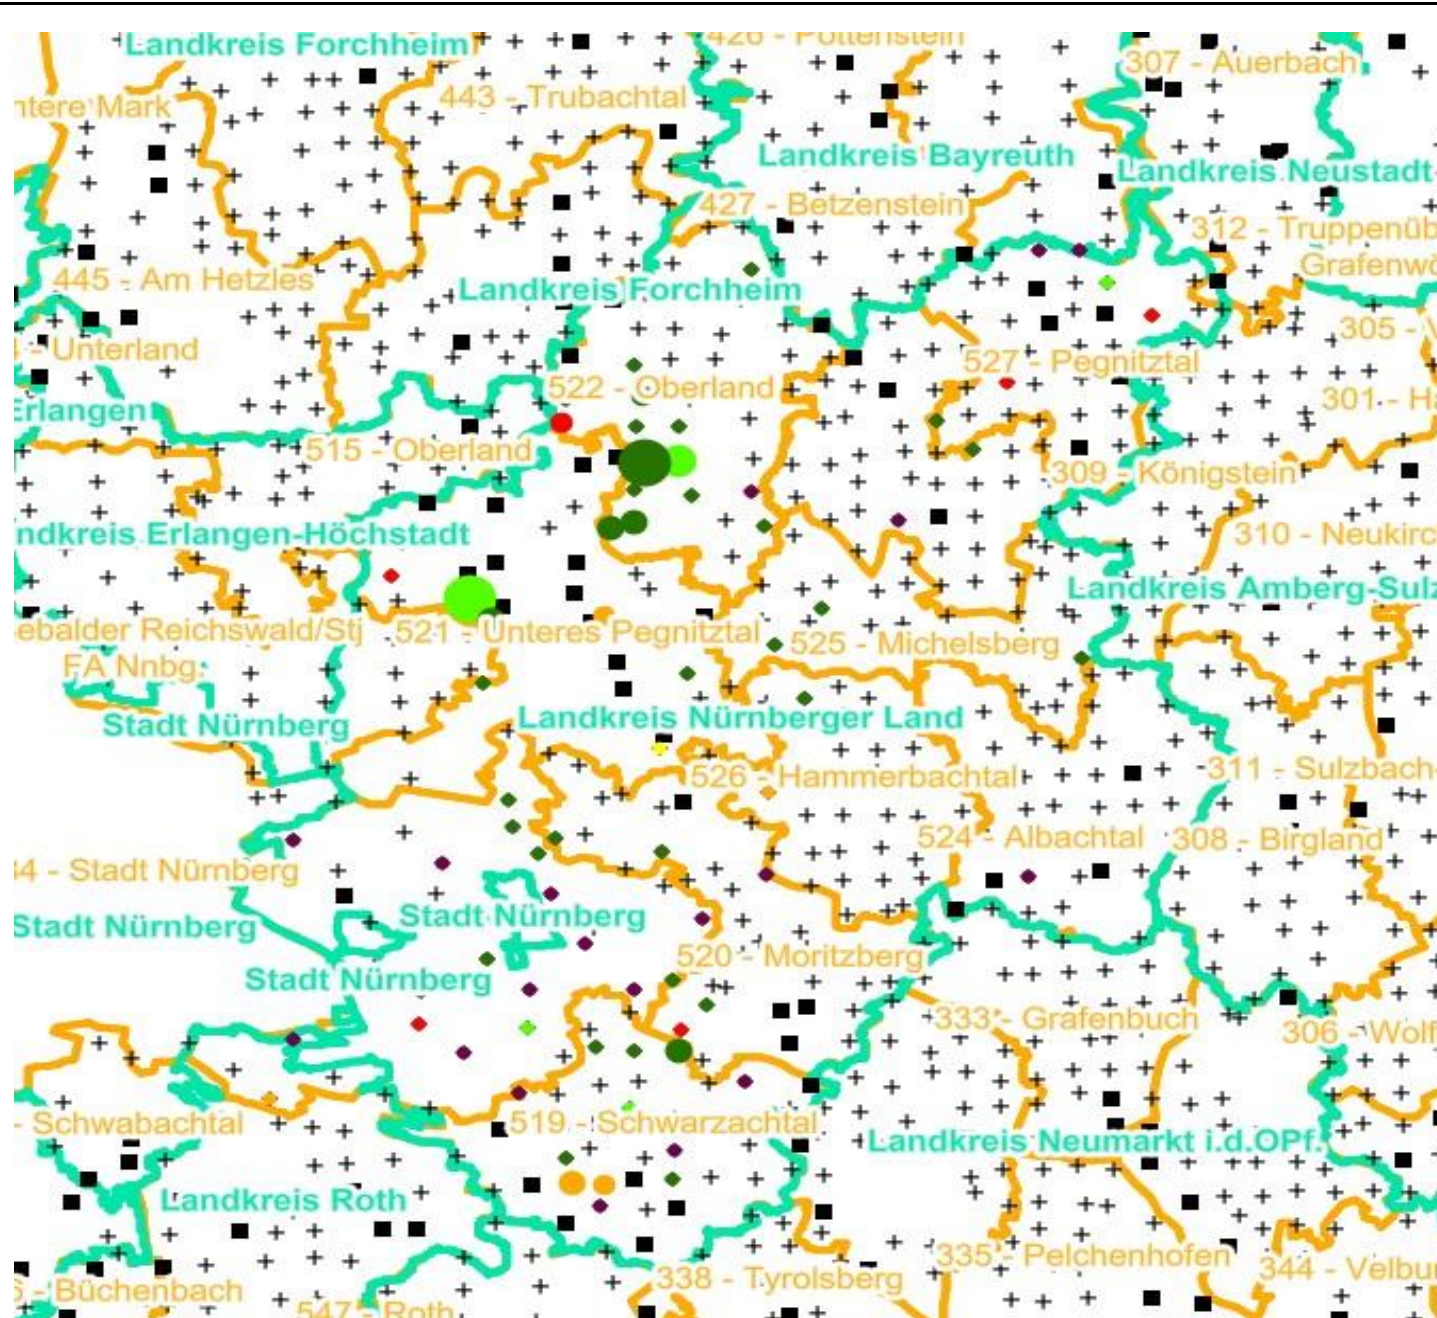 426 - Pottenstein
Landkreis Forchheim
307 - Auerbach
443 - Trubachtal
ntere Mark
Landkreis Bayreuth
Landkreis Neustadt-
427 - Betzenstein
312 - Truppenüb
Grafenwö
445 - Am Hetzles
Landkreis Forchheim
305 - V
4 - Unterland
527 - Pegnitztal
522 - Oberland
301 - Ha
Erlangen
515 - Oberland
309 - Königstein
ndkreis Erlangen-Höchstadt
310 - Neukirc
Landkreis Amberg-Sulz
ebalder Reichswald/Stj
521 - Unteres Pegnitztal
525 - Michelsberg
FA Nnbg.
Stadt Nürnberg
Landkreis Nürnberger Land
526 - Hammerbachtal
311 - Sulzbach-
524 - Albachtal
308 - Birgland
34 - Stadt Nürnberg
Stadt Nürnberg
Stadt Nürnberg
520 - Moritzberg
Stadt Nürnberg
333 - Grafenbuch
306 - Wolf
- Schwabachtal
519 - Schwarzachtal
Landkreis Neumarkt i.d.OPf.
Landkreis Roth
335 - Pelchenhofen
344 - Velbu
338 - Tyrolsberg
6 - Büchenbach
547 - Roth